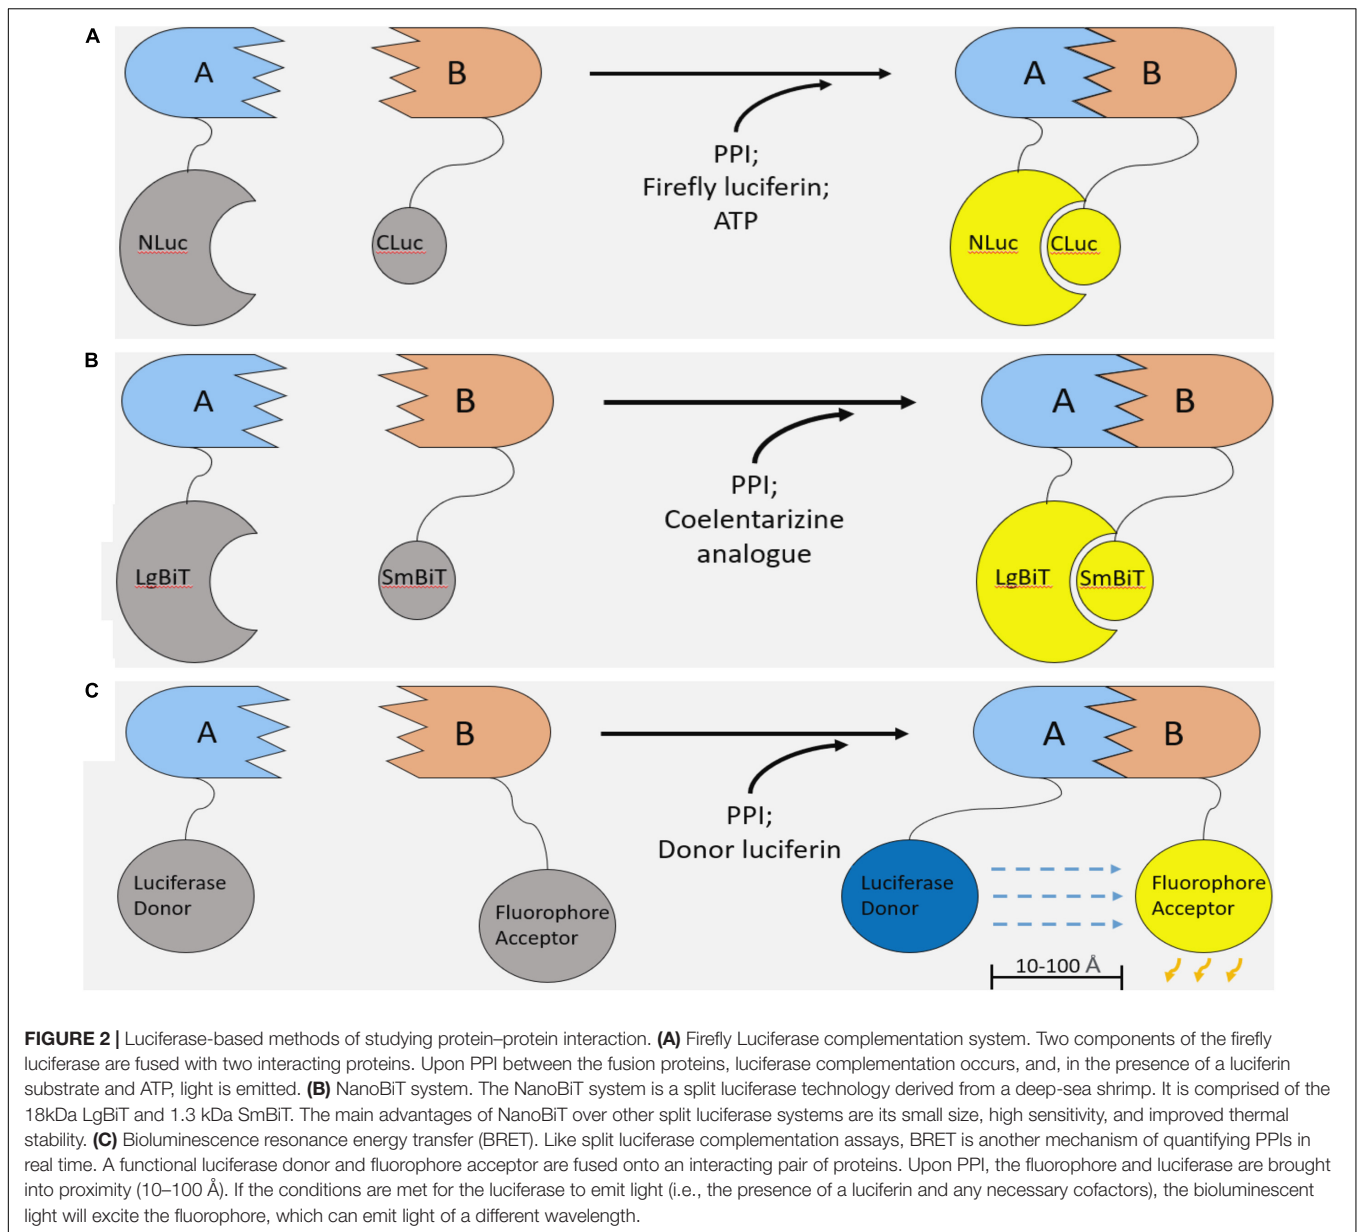 A
A
B
A
B
PPI;
Firefly luciferin;
ATP
NLuc
CLuc
NLuc
CLuc
B
A
B
A
B
PPI;
Coelentarizine
analogue
LgBiT
SmBiT
LgBiT
SmBiT
C
A
B
A
B
PPI;
Donor luciferin
Luciferase
Donor
Fluorophore
Acceptor
Luciferase
Donor
Fluorophore
Acceptor
10-100 Å
FIGURE 2 | Luciferase-based methods of studying protein–protein interaction. (A) Firefly Luciferase complementation system. Two components of the firefly
luciferase are fused with two interacting proteins. Upon PPI between the fusion proteins, luciferase complementation occurs, and, in the presence of a luciferin
substrate and ATP, light is emitted. (B) NanoBiT system. The NanoBiT system is a split luciferase technology derived from a deep-sea shrimp. It is comprised of the
18kDa LgBiT and 1.3 kDa SmBiT. The main advantages of NanoBiT over other split luciferase systems are its small size, high sensitivity, and improved thermal
stability. (C) Bioluminescence resonance energy transfer (BRET). Like split luciferase complementation assays, BRET is another mechanism of quantifying PPIs in
real time. A functional luciferase donor and fluorophore acceptor are fused onto an interacting pair of proteins. Upon PPI, the fluorophore and luciferase are brought
into proximity (10–100 Å). If the conditions are met for the luciferase to emit light (i.e., the presence of a luciferin and any necessary cofactors), the bioluminescent
light will excite the fluorophore, which can emit light of a different wavelength.